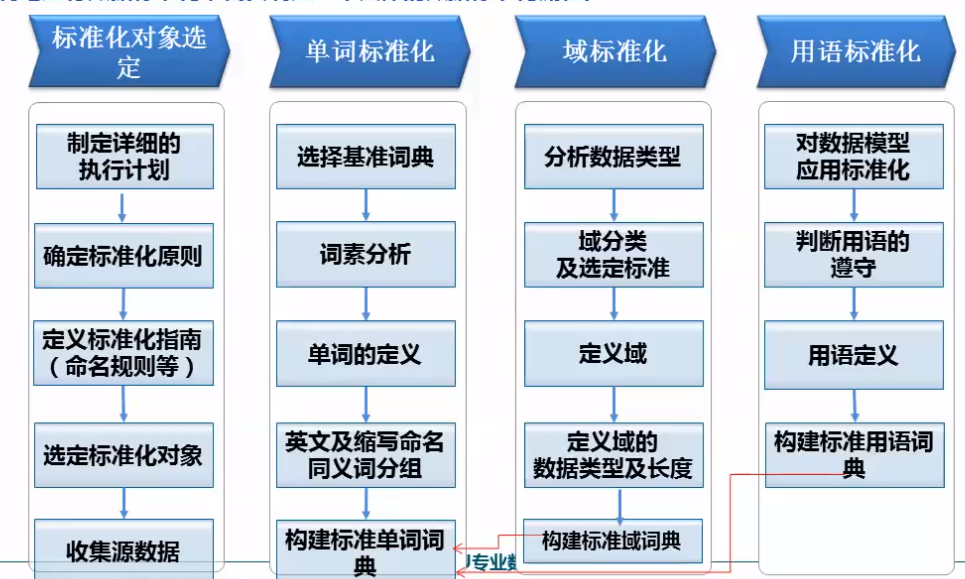 标准化对象选
定
单词标准化
域标准化
用语标准化
制定详细的
执行计划
确定标准化原则
定义标准化指南
（命名规则等）
选定标准化对象
收集源数据
选择基准词典
词素分析
单词的定义
英文及缩写命名
同义词分组
构建标准单词词
典
分析数据类型
域分类
及选定标准
定义域
定义域的
数据类型及长度
构建标准域词典
对数据模型
应用标准化
判断用语的
遵守
用语定义
构建标准用语词
典
专业数